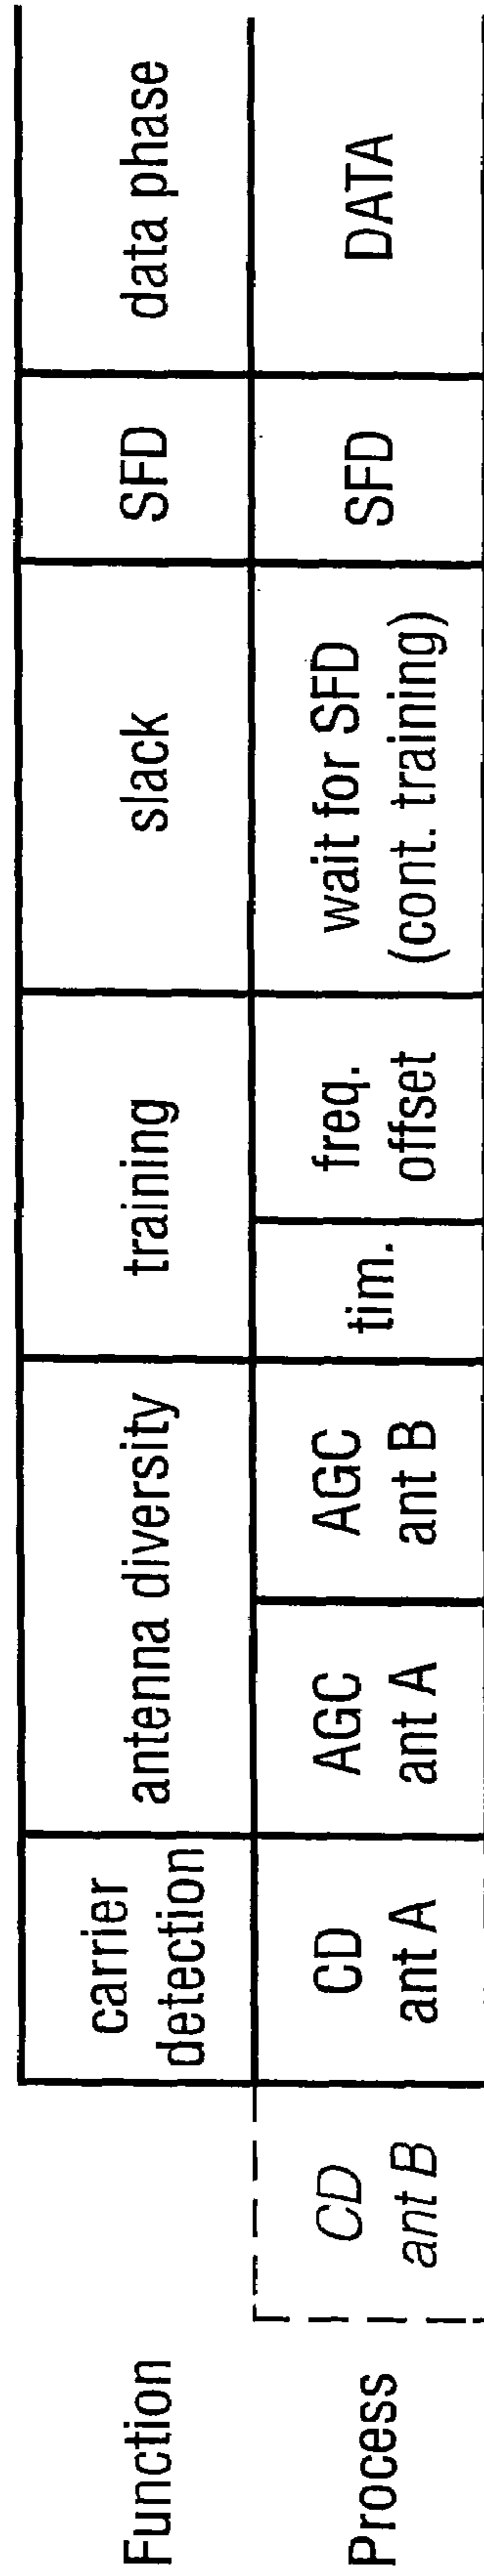 Function
carrier
detection
antenna diversity
training
slack
SFD
data phase
Process
CD
ant B
CD
ant A
AGC
ant A
AGC
ant B
tim.
freq.
offset
wait for SFD
(cont. training)
SFD
DATA